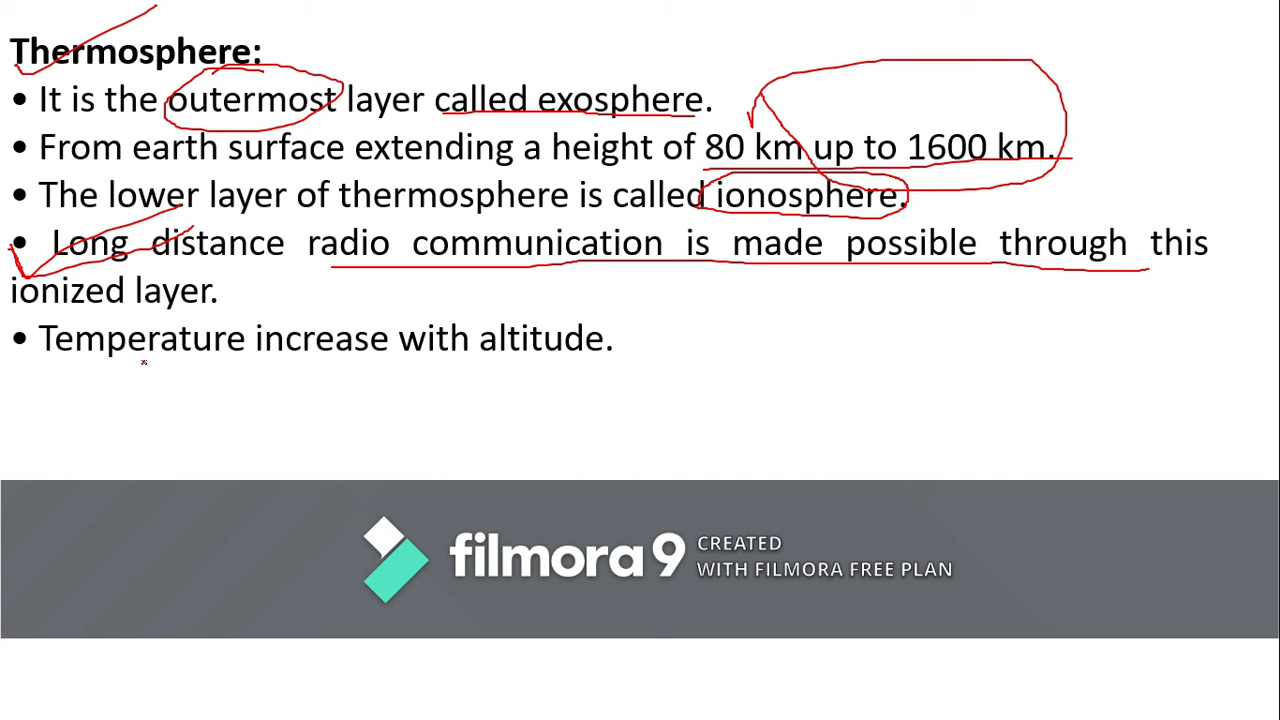 Thermosphere:
• It is the outermost layer called exosphere.
• From earth surface extending a height of 80 km up to 1600 km.
• The lower layer of thermosphere is called ionosphere.
• Long distance radio communication is made possible through this
ionized layer.
• Temperature increase with altitude.
filmora 9
CREATED
WITH FILMORA FREE PLAN